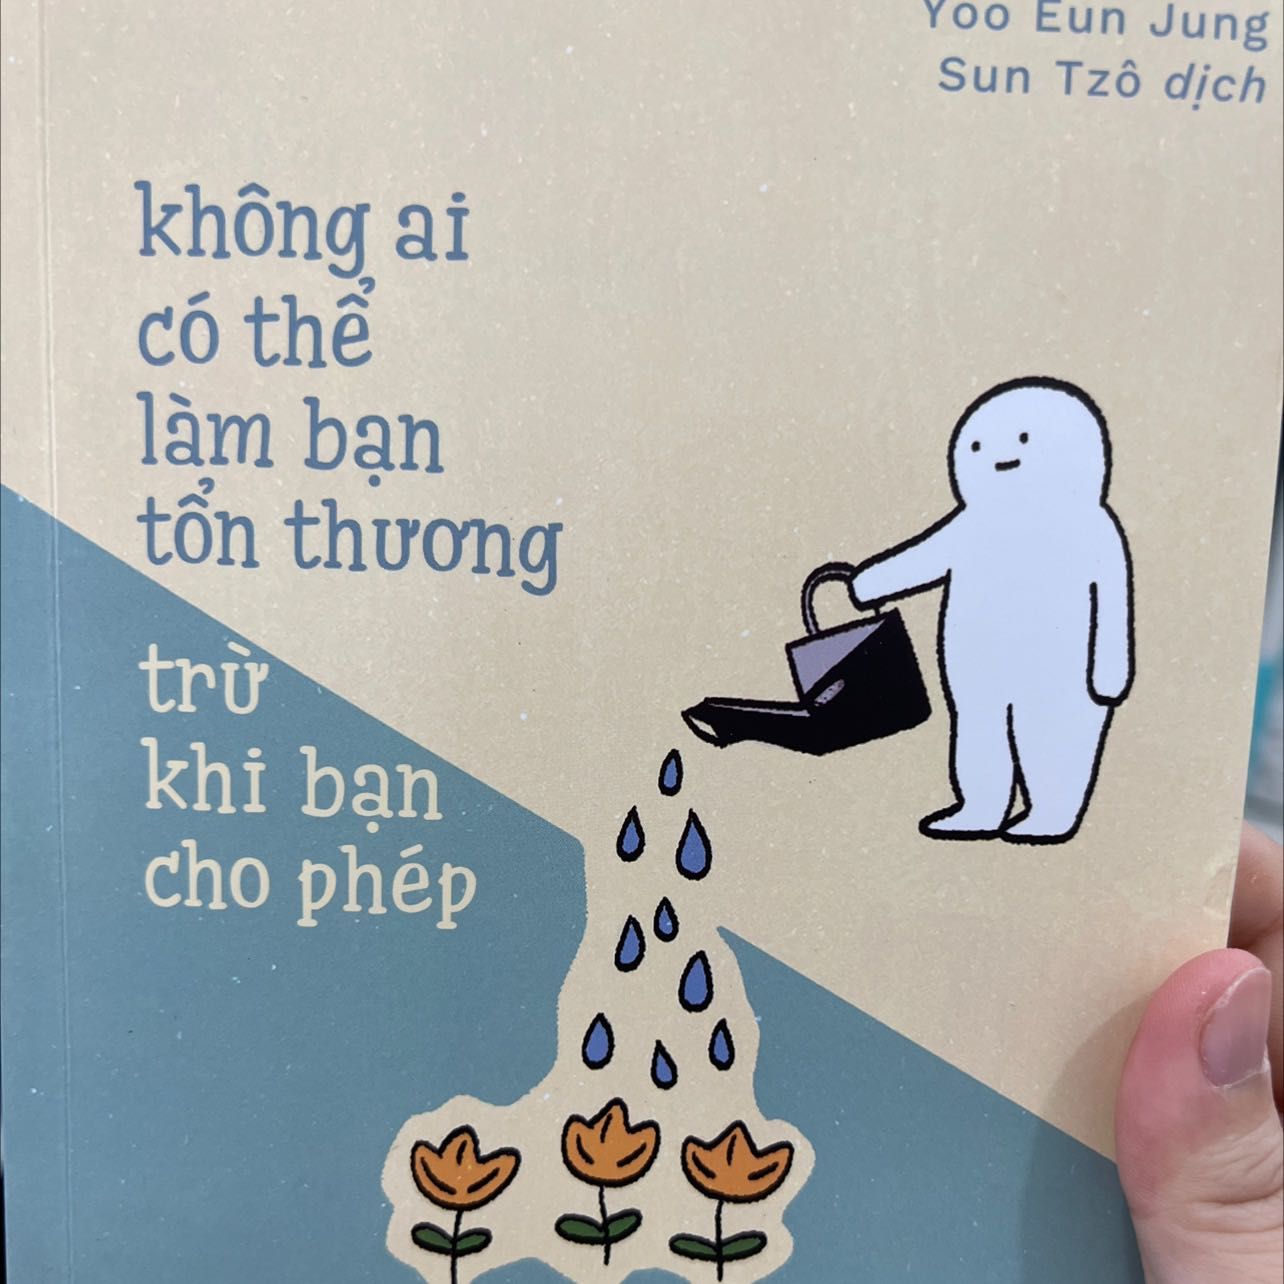 Yoo Eun Jung
Sun Tzô dịch
không ai
có thể
làm bạn
tổn thương
trừ
khi bạn
cho phép